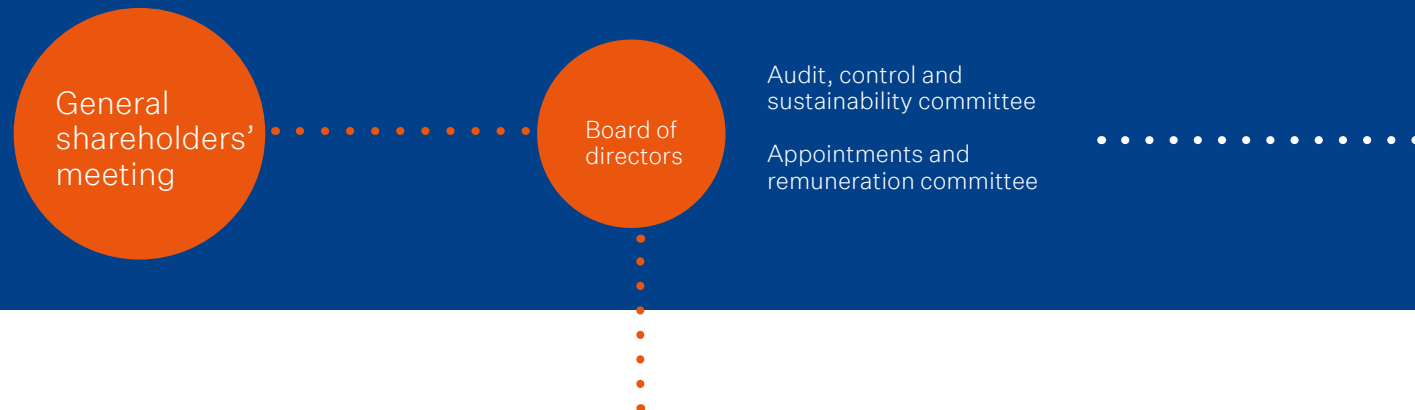 General
shareholders’
meeting
Board of
directors
Audit, control and
sustainability committee
Appointments and
remuneration committee